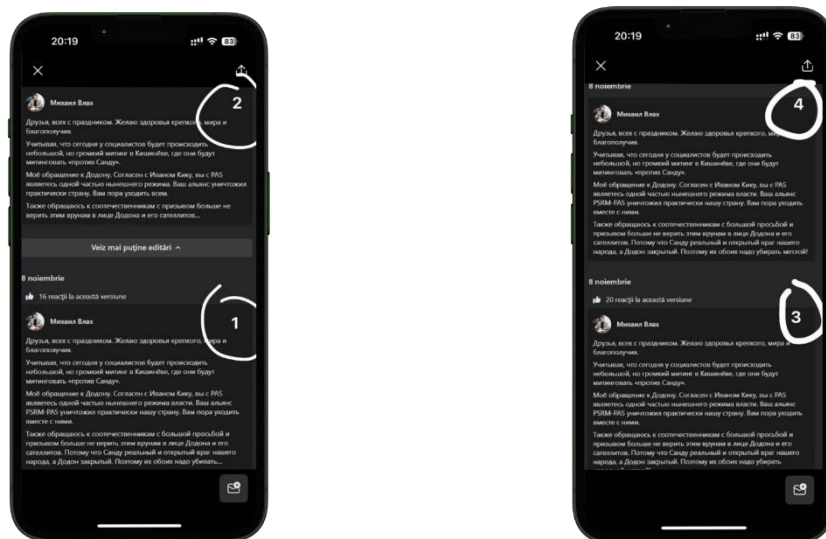 20:19
83
2
Михаил Влах
Друзья, всех с праздником. Желаю здоровья крепкого, мира и
благополучия.
Учитывая, что сегодня у социалистов будет происходить
небольшой, но громкий митинг в Кишинёве, где они будут
митинговать «против Санду».
Моё обращение к Додону. Согласен с Иваном Кику, вы с PAS
являетесь одной частью нынешнего режима. Ваш альянс уничтожил
практически страну. Вам пора уходить всем.
Также обращаюсь к соотечественникам с призывом больше не
верить этим врунам в лице Додона и его сателлитов...
Veiz mai puține editări
8 noiembrie
16 reacții la această versiune
1
Михаил Влах
Друзья, всех с праздником. Желаю здоровья крепкого, мира и
благополучия.
Учитывая, что сегодня у социалистов будет происходить
небольшой, но громкий митинг в Кишинёве, где они будут
митинговать «против Санду».
Моё обращение к Додону. Согласен с Иваном Кику, вы с PAS
являетесь одной частью нынешнего режима власти. Ваш альянс
PSRM-PAS уничтожил практически нашу страну. Вам пора уходить
вместе с ними.
Также обращаюсь к соотечественникам с большой просьбой и
призывом больше не верить этим врунам в лице Додона и его
сателлитов. Потому что Санду реальный и открытый враг нашего
народа, а Додон закрытый. Поэтому их обоих надо убивать...
20:19
83
8 noiembrie
4
Михаил Влах
Друзья, всех с праздником. Желаю здоровья крепкого, мира и
благополучия.
Учитывая, что сегодня у социалистов будет происходить
небольшой, но громкий митинг в Кишинёве, где они будут
митинговать «против Санду».
Моё обращение к Додону. Согласен с Иваном Кику, вы с PAS
являетесь одной частью нынешнего режима власти. Ваш альянс
PSRM-PAS уничтожил практически нашу страну. Вам пора уходить
вместе с ними.
Также обращаюсь к соотечественникам с большой просьбой и
призывом больше не верить этим врунам в лице Додона и его
сателлитов. Потому что Санду реальный и открытый враг нашего
народа, а Додон закрытый. Поэтому их обоих надо убирать метлой!
8 noiembrie
20 reacții la această versiune
3
Михаил Влах
Друзья, всех с праздником. Желаю здоровья крепкого, мира и
благополучия.
Учитывая, что сегодня у социалистов будет происходить
небольшой, но громкий митинг в Кишинёве, где они будут
митинговать «против Санду».
Моё обращение к Додону. Согласен с Иваном Кику, вы с PAS
являетесь одной частью нынешнего режима власти. Ваш альянс
PSRM-PAS уничтожил практически нашу страну. Вам пора уходить
вместе с ними.
Также обращаюсь к соотечественникам с большой просьбой и
призывом больше не верить этим врунам в лице Додона и его
сателлитов. Потому что Санду реальный и открытый враг нашего
народа, а Додон закрытый. Поэтому их обоих надо убирать